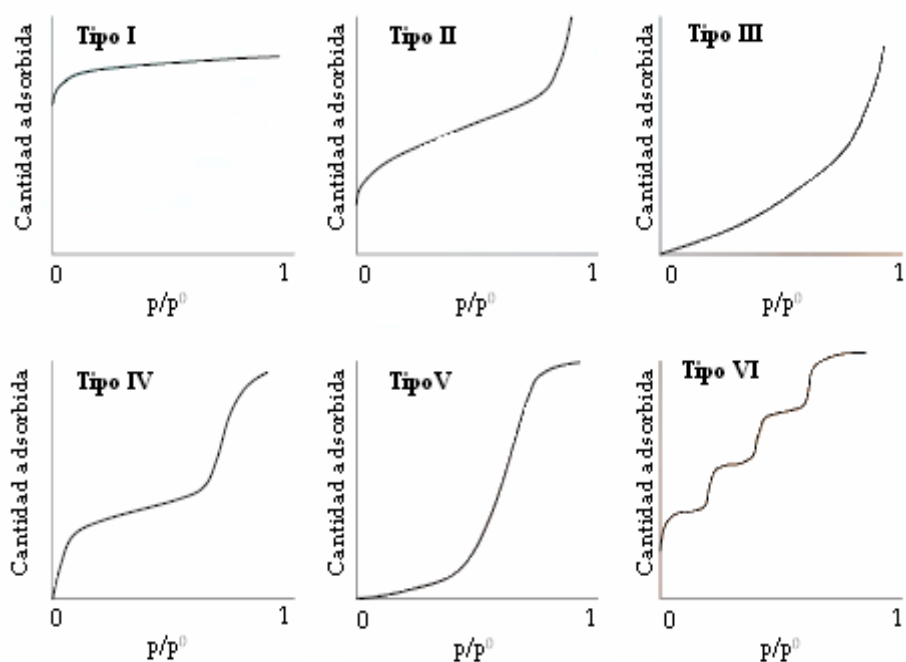 Tipo I
Cantidad adsorbida
0
1
p/p⁰
Tipo II
Cantidad adsorbida
0
1
p/p⁰
Tipo III
Cantidad adsorbida
0
1
p/p⁰
Tipo IV
Cantidad adsorbida
0
1
p/p⁰
Tipo V
Cantidad adsorbida
0
1
p/p⁰
Tipo VI
Cantidad adsorbida
0
1
p/p⁰